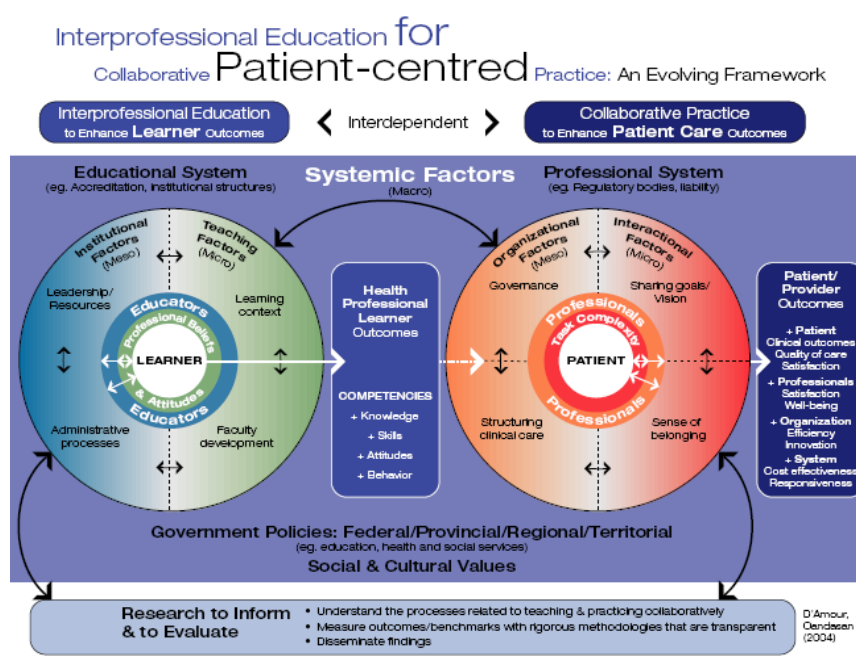 Interprofessional Education for
Collaborative Patient-centred Practice: An Evolving Framework
Interprofessional Education
to Enhance Learner Outcomes
Interdependent
Collaborative Practice
to Enhance Patient Care Outcomes
Educational System
(eg. Accreditation, institutional structures)
Systemic Factors
(Macro)
Professional System
(eg. Regulatory bodies, liability)
Institutional
Factors
(Meso)
Teaching
Factors
(Micro)
Leadership/
Resources
Learning
context
Educators
Professional Beliefs
LEARNER
& Attitudes
Educators
Administrative
processes
Faculty
development
Health
Professional
Learner
Outcomes
COMPETENCIES
+ Knowledge
+ Skills
+ Attitudes
+ Behavior
Organizational
Factors
(Meso)
Interactional
Factors
(Micro)
Governance
Sharing goals/
Vision
Professionals
Task Complexity
PATIENT
Professionals
Structuring
clinical care
Sense of
belonging
Patient/
Provider
Outcomes
+ Patient
Clinical outcomes
Quality of care
Satisfaction
+ Professionals
Satisfaction
Well-being
+ Organization
Efficiency
Innovation
+ System
Cost effectiveness
Responsiveness
Government Policies: Federal/Provincial/Regional/Territorial
(eg. education, health and social services)
Social & Cultural Values
Research to Inform
& to Evaluate
• Understand the processes related to teaching & practicing collaboratively
• Measure outcomes/benchmarks with rigorous methodologies that are transparent
• Disseminate findings
D'Amour,
Oandasan
(2004)